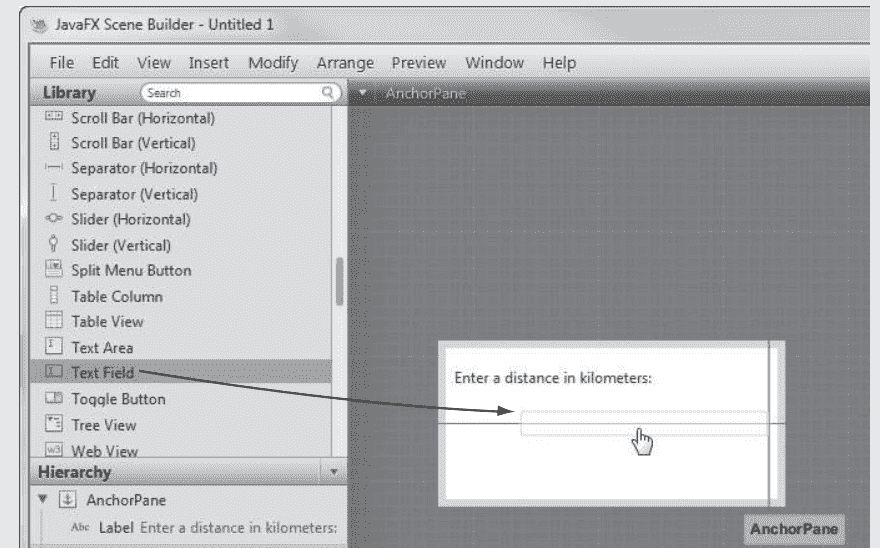 JavaFX Scene Builder - Untitled 1
File Edit View Insert Modify Arrange Preview Window Help
Library Search AnchorPane
Scroll Bar (Horizontal)
Scroll Bar (Vertical)
Separator (Horizontal)
Separator (Vertical)
Slider (Horizontal)
Slider (Vertical)
Split Menu Button
Table Column
Table View
Text Area
Text Field
Toggle Button
Tree View
Web View
Enter a distance in kilometers:
Hierarchy
AnchorPane
Abc Label Enter a distance in kilometers:
AnchorPane